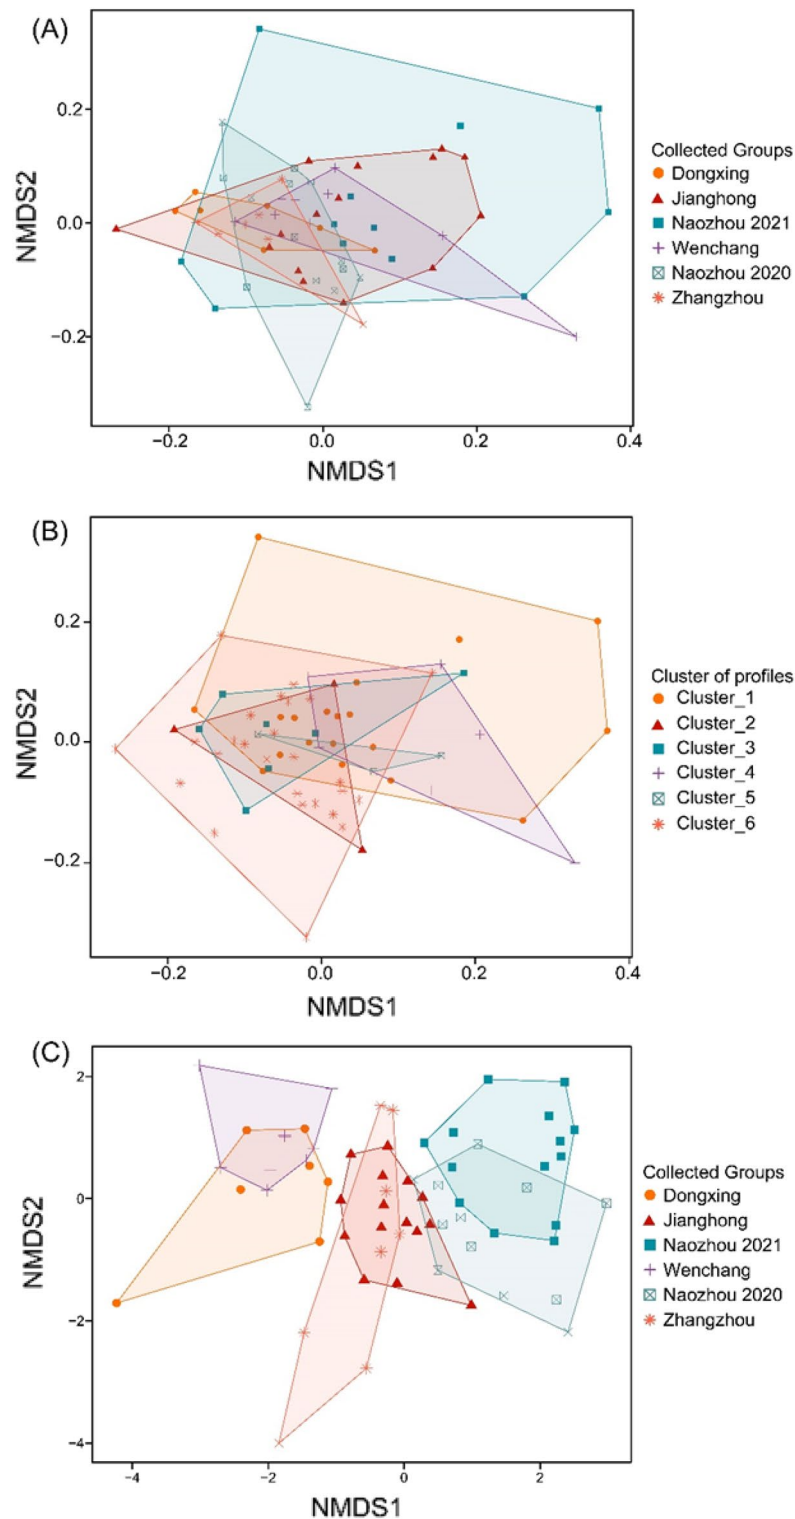 (A)
0.2
0.0
−0.2
NMDS2
−0.2
0.0
0.2
0.4
NMDS1
Collected Groups
Dongxing
Jianghong
Naozhou 2021
Wenchang
Naozhou 2020
Zhangzhou
(B)
0.2
0.0
−0.2
NMDS2
−0.2
0.0
0.2
0.4
NMDS1
Cluster of profiles
Cluster_1
Cluster_2
Cluster_3
Cluster_4
Cluster_5
Cluster_6
(C)
2
0
−2
−4
NMDS2
−4
−2
0
2
NMDS1
Collected Groups
Dongxing
Jianghong
Naozhou 2021
Wenchang
Naozhou 2020
Zhangzhou